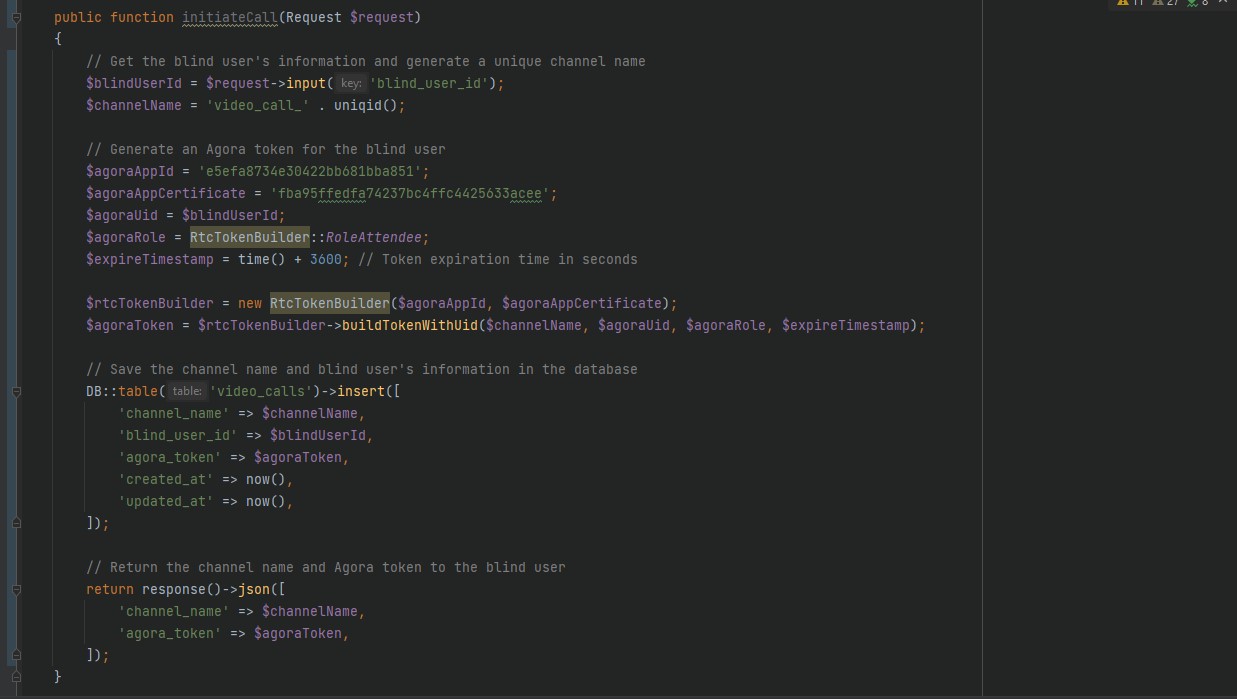 11 27 8
public function initiateCall(Request $request)
{
// Get the blind user's information and generate a unique channel name
$blindUserId = $request->input( key: 'blind_user_id');
$channelName = 'video_call_' . uniqid();
// Generate an Agora token for the blind user
$agoraAppId = 'e5efa8734e30422bb681bba851';
$agoraAppCertificate = 'fba95ffedfa74237bc4ffc4425633acee';
$agoraUid = $blindUserId;
$agoraRole = RtcTokenBuilder::RoleAttendee;
$expireTimestamp = time() + 3600; // Token expiration time in seconds
$rtcTokenBuilder = new RtcTokenBuilder($agoraAppId, $agoraAppCertificate);
$agoraToken = $rtcTokenBuilder->buildTokenWithUid($channelName, $agoraUid, $agoraRole, $expireTimestamp);
// Save the channel name and blind user's information in the database
DB::table( table: 'video_calls')->insert([
'channel_name' => $channelName,
'blind_user_id' => $blindUserId,
'agora_token' => $agoraToken,
'created_at' => now(),
'updated_at' => now(),
]);
// Return the channel name and Agora token to the blind user
return response()->json([
'channel_name' => $channelName,
'agora_token' => $agoraToken,
]);
}